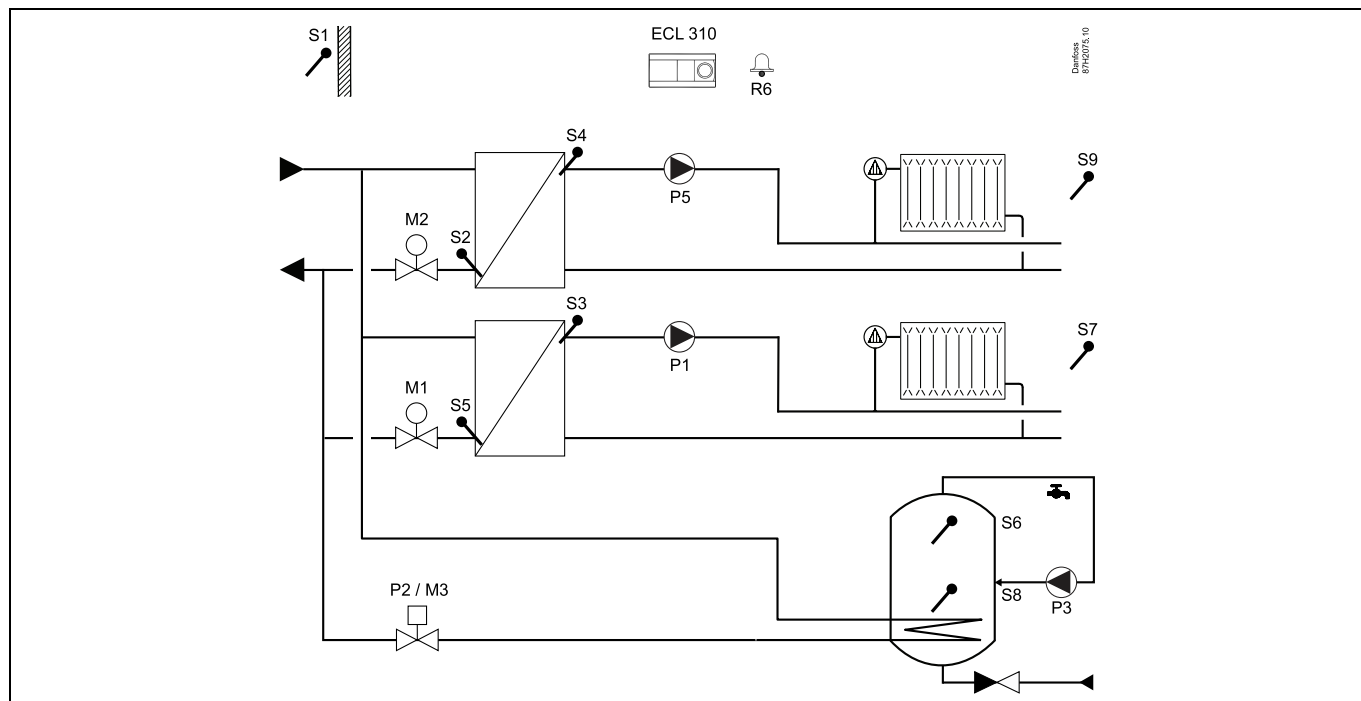 S1
ECL 310
R6
Danfoss
87H2075.10
S4
P5
S9
M2
S2
S3
P1
S7
M1
S5
S6
P2 / M3
S8
P3